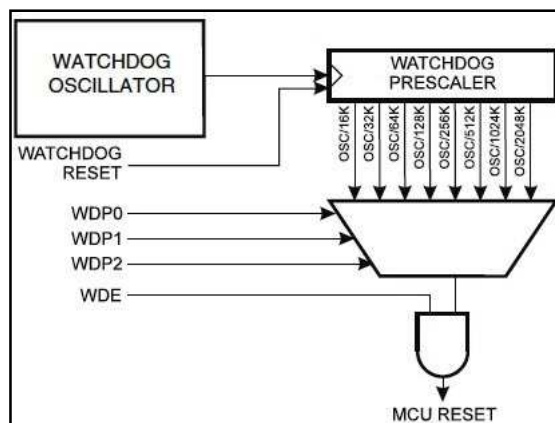 WATCHDOG
OSCILLATOR
WATCHDOG
PRESCALER
OSC/16K
OSC/32K
OSC/64K
OSC/128K
OSC/256K
OSC/512K
OSC/1024K
OSC/2048K
WATCHDOG
RESET
WDP0
WDP1
WDP2
WDE
MCU RESET